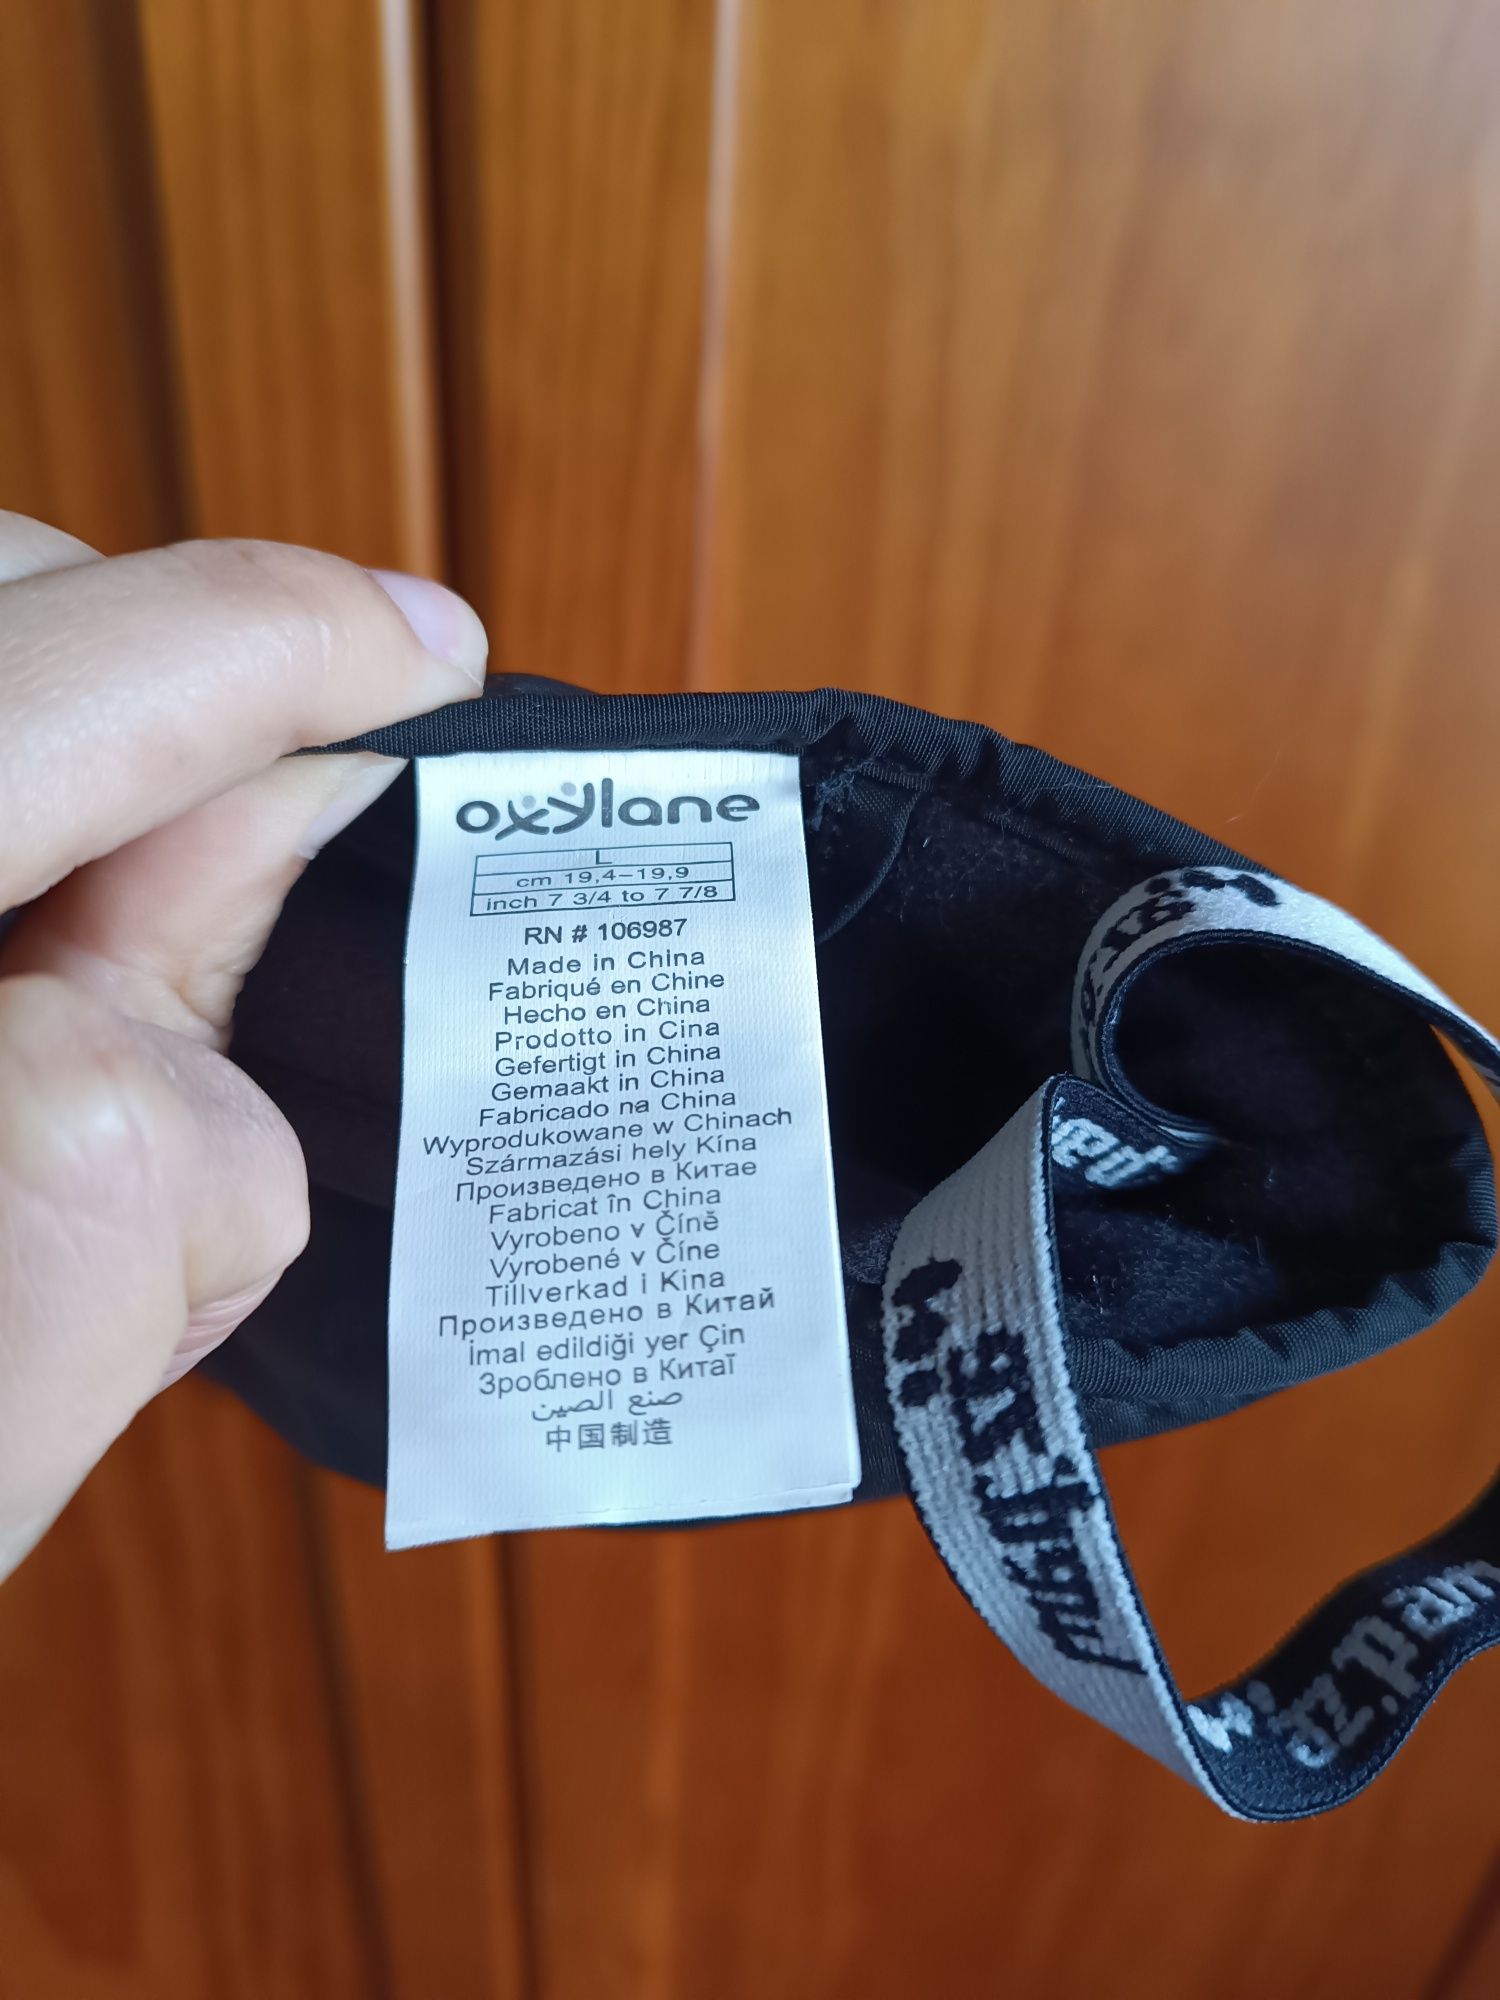 oxylane
L
cm 19,4–19,9
inch 7 3/4 to 7 7/8
RN # 106987
Made in China
Fabriqué en Chine
Hecho en China
Prodotto in Cina
Gefertigt in China
Gemaakt in China
Fabricado na China
Wyprodukowane w Chinach
Származási hely Kína
Произведено в Китае
Fabricat în China
Vyrobeno v Číně
Vyrobené v Číne
Tillverkad i Kina
Произведено в Китай
İmal edildiği yer Çin
Зроблено в Китаї
صنع الصين
中国制造